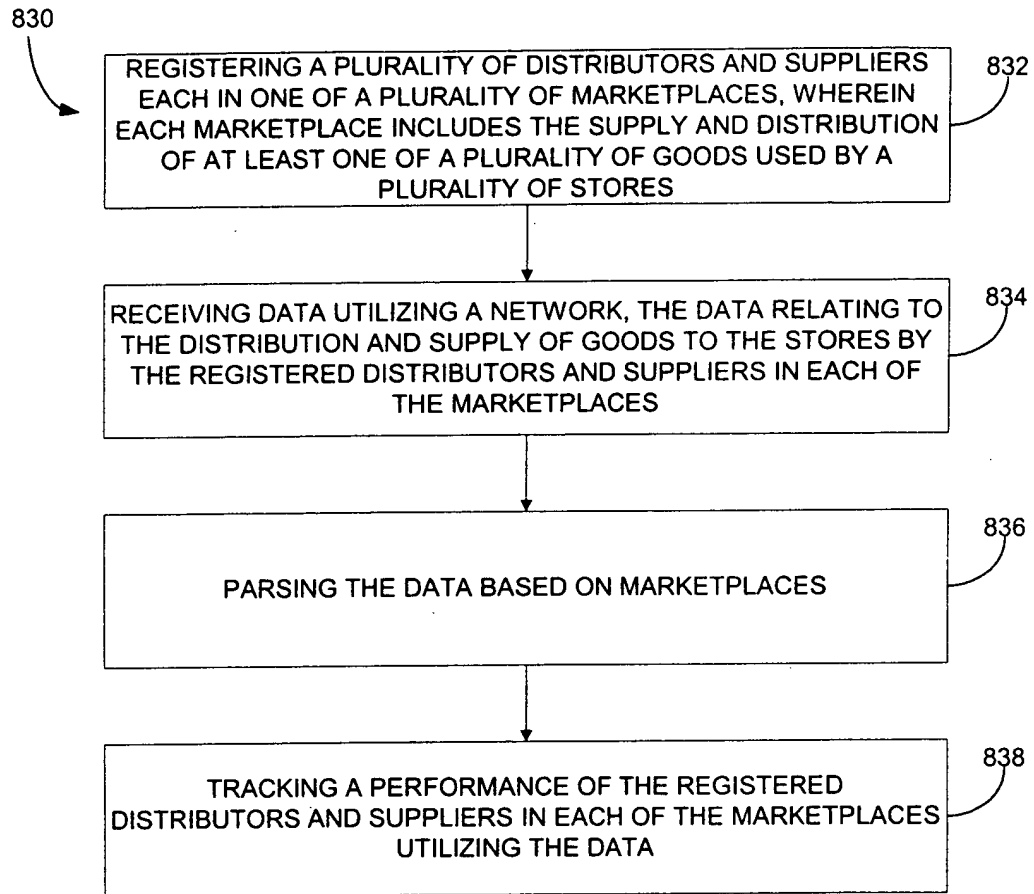 830
REGISTERING A PLURALITY OF DISTRIBUTORS AND SUPPLIERS
EACH IN ONE OF A PLURALITY OF MARKETPLACES, WHEREIN
EACH MARKETPLACE INCLUDES THE SUPPLY AND DISTRIBUTION
OF AT LEAST ONE OF A PLURALITY OF GOODS USED BY A
PLURALITY OF STORES
832
RECEIVING DATA UTILIZING A NETWORK, THE DATA RELATING TO
THE DISTRIBUTION AND SUPPLY OF GOODS TO THE STORES BY
THE REGISTERED DISTRIBUTORS AND SUPPLIERS IN EACH OF
THE MARKETPLACES
834
PARSING THE DATA BASED ON MARKETPLACES
836
TRACKING A PERFORMANCE OF THE REGISTERED
DISTRIBUTORS AND SUPPLIERS IN EACH OF THE MARKETPLACES
UTILIZING THE DATA
838